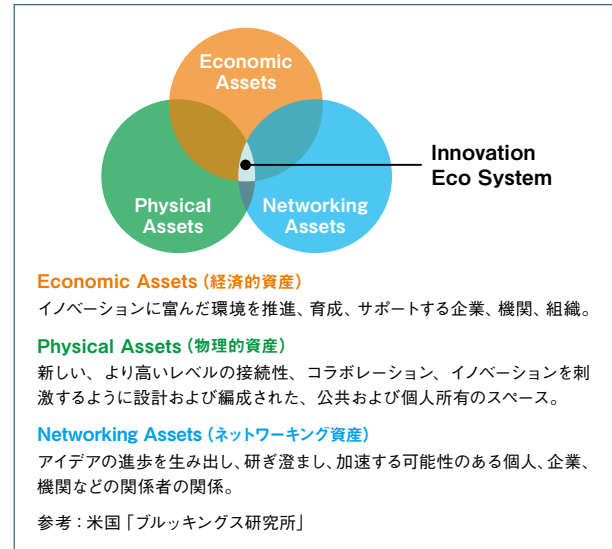 Economic
Assets
Innovation
Eco System
Physical
Assets
Networking
Assets
Economic Assets（経済的資産）
イノベーションに富んだ環境を推進、育成、サポートする企業、機関、組織。
Physical Assets（物理的資産）
新しい、より高いレベルの接続性、コラボレーション、イノベーションを刺
激するように設計および編成された、公共および個人所有のスペース。
Networking Assets（ネットワーキング資産）
アイデアの進歩を生み出し、研ぎ澄まし、加速する可能性のある個人、企業、
機関などの関係者の関係。
参考：米国「ブルッキングス研究所」